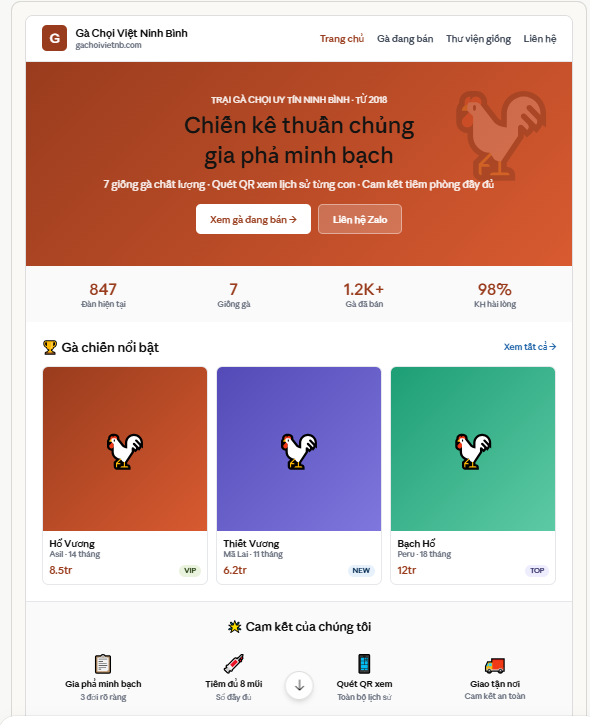 G
Gà Chọi Việt Ninh Bình
gachoivietnb.com
Trang chủ Gà đang bán Thư viện giống Liên hệ
TRẠI GÀ CHỌI UY TÍN NINH BÌNH · TỪ 2018
Chiến kê thuần chủng
gia phả minh bạch
7 giống gà chất lượng · Quét QR xem lịch sử từng con · Cam kết tiêm phòng đầy đủ
Xem gà đang bán → Liên hệ Zalo
847 7 1.2K+ 98%
Đàn hiện tại Giống gà Gà đã bán KH hài lòng
Gà chiến nổi bật Xem tất cả →
Hổ Vương Thiết Vương Bạch Hổ
Asil · 14 tháng Mã Lai · 11 tháng Peru · 18 tháng
8.5tr VIP 6.2tr NEW 12tr TOP
Cam kết của chúng tôi
Gia phả minh bạch Tiêm đủ 8 mũi Quét QR xem Giao tận nơi
3 đời rõ ràng Sổ đầy đủ Toàn bộ lịch sử Cam kết an toàn